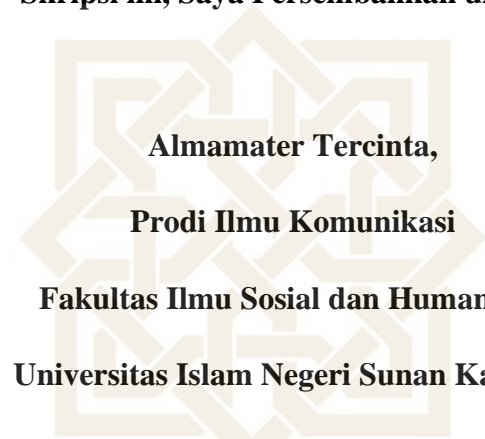 Skripsi ini, Saya Persembahkan
Almamater Tercinta,
Prodi Ilmu Komunikasi
Fakultas Ilmu Sosial dan Human
Universitas Islam Negeri Sunan Ka